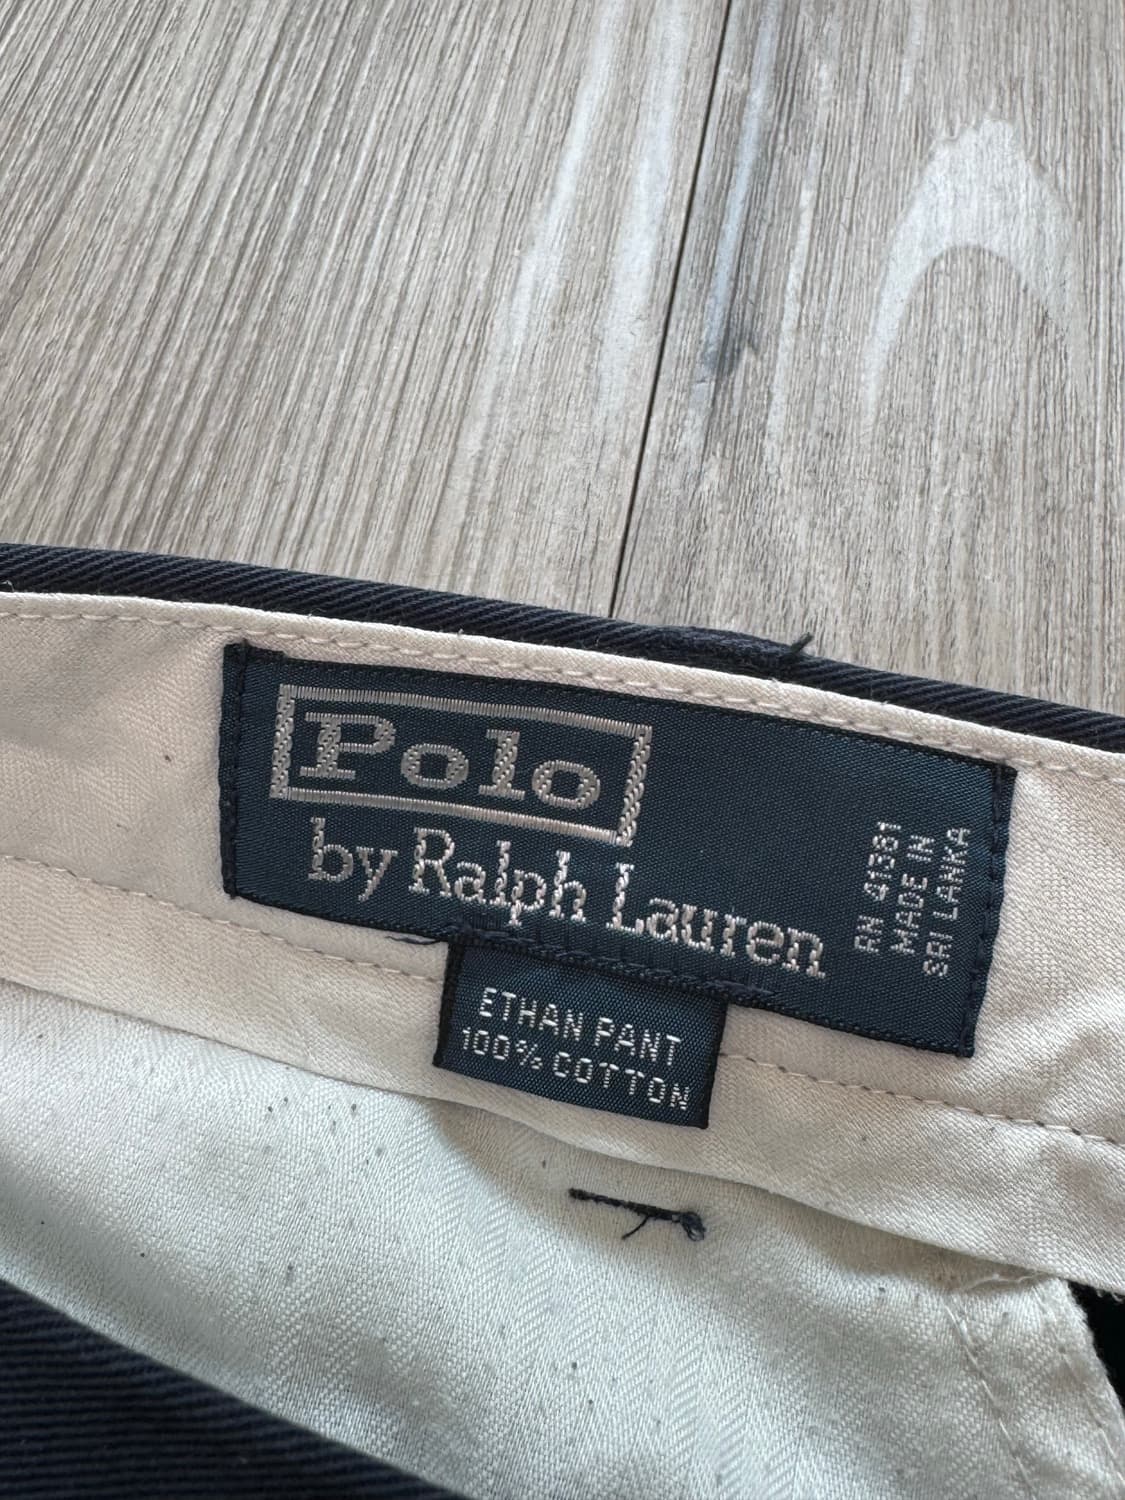 Polo
by Ralph Lauren
RN 41381
MADE IN
SRI LANKA
ETHAN PANT
100% COTTON